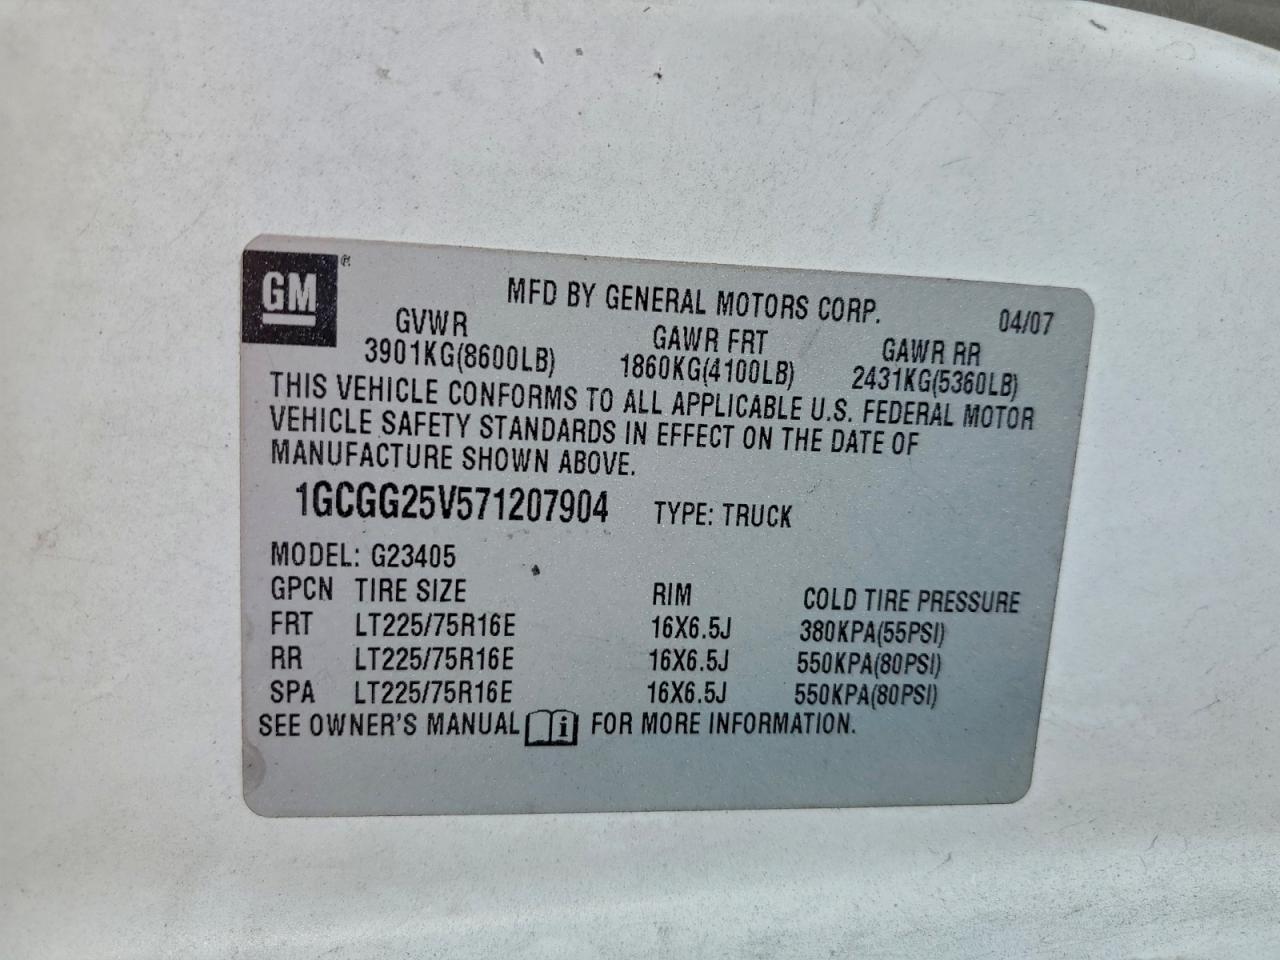 GM®
MFD BY GENERAL MOTORS CORP. 04/07
GVWR GAWR FRT GAWR RR
3901KG(8600LB) 1860KG(4100LB) 2431KG(5360LB)
THIS VEHICLE CONFORMS TO ALL APPLICABLE U.S. FEDERAL MOTOR
VEHICLE SAFETY STANDARDS IN EFFECT ON THE DATE OF
MANUFACTURE SHOWN ABOVE.
1GCGG25V571207904 TYPE: TRUCK
MODEL: G23405
GPCN TIRE SIZE RIM COLD TIRE PRESSURE
FRT LT225/75R16E 16X6.5J 380KPA(55PSI)
RR LT225/75R16E 16X6.5J 550KPA(80PSI)
SPA LT225/75R16E 16X6.5J 550KPA(80PSI)
SEE OWNER'S MANUAL i FOR MORE INFORMATION.